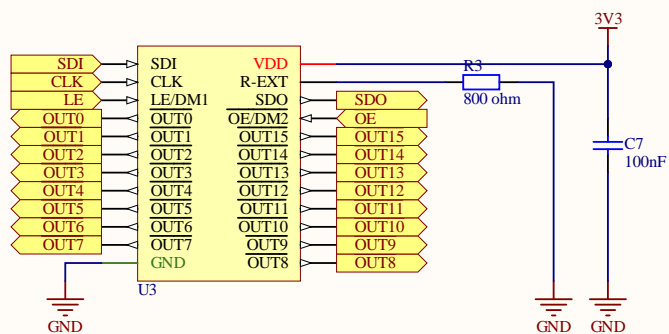 3V3
SDI SDI VDD
CLK CLK R-EXT R3
LE LE/DM1 SDO SDO 800 ohm
OUT0 OUT0 OE/DM2 OE
OUT1 OUT1 OUT15 OUT15
OUT2 OUT2 OUT14 OUT14 C7
OUT3 OUT3 OUT13 OUT13 100nF
OUT4 OUT4 OUT12 OUT12
OUT5 OUT5 OUT11 OUT11
OUT6 OUT6 OUT10 OUT10
OUT7 OUT7 OUT9 OUT9
GND OUT8 OUT8
U3
GND GND GND